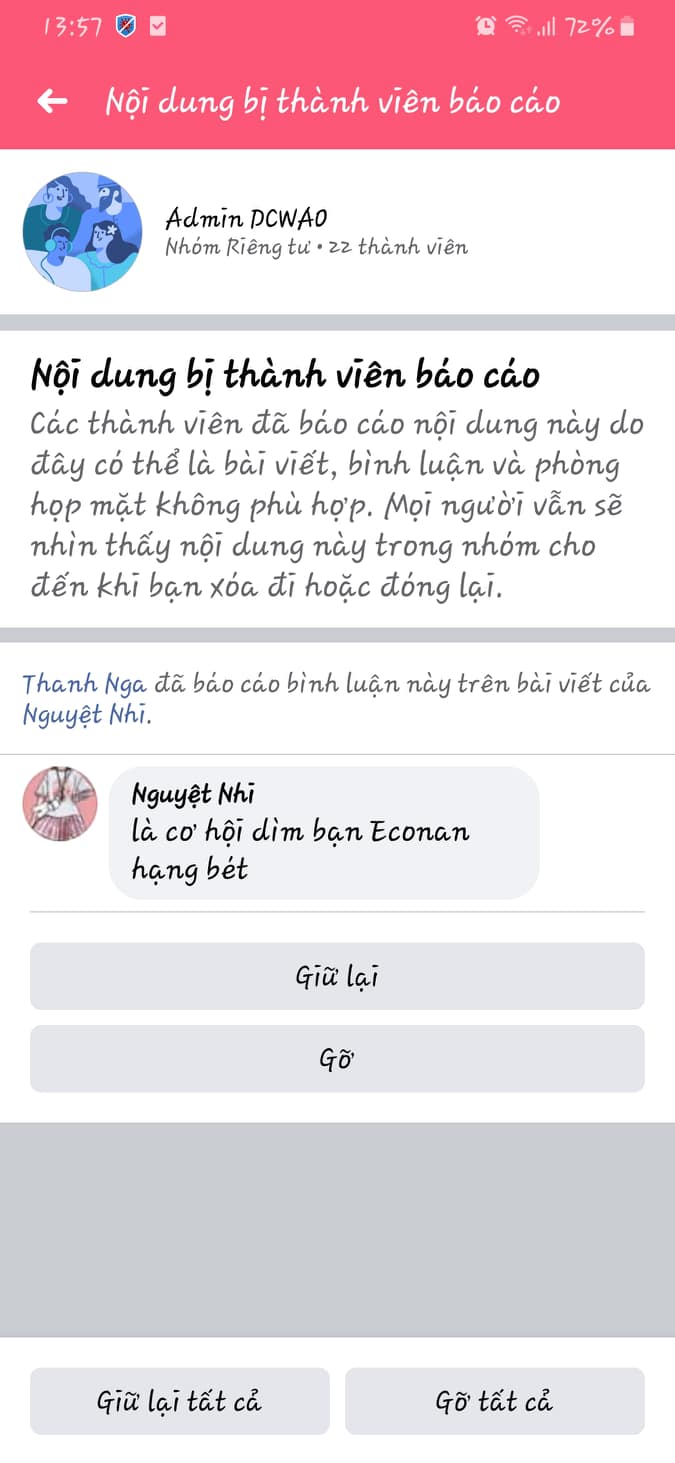 13:57
72%
Nội dung bị thành viên báo cáo
Admin DCWAO
Nhóm Riêng tư • 22 thành viên
Nội dung bị thành viên báo cáo
Các thành viên đã báo cáo nội dung này do
đây có thể là bài viết, bình luận và phòng
họp mặt không phù hợp. Mọi người vẫn sẽ
nhìn thấy nội dung này trong nhóm cho
đến khi bạn xóa đi hoặc đóng lại.
Thanh Nga đã báo cáo bình luận này trên bài viết của
Nguyệt Nhi.
Nguyệt Nhi
là cơ hội dìm bạn Econan
hạng bét
Giữ lại
Gỡ
Giữ lại tất cả
Gỡ tất cả